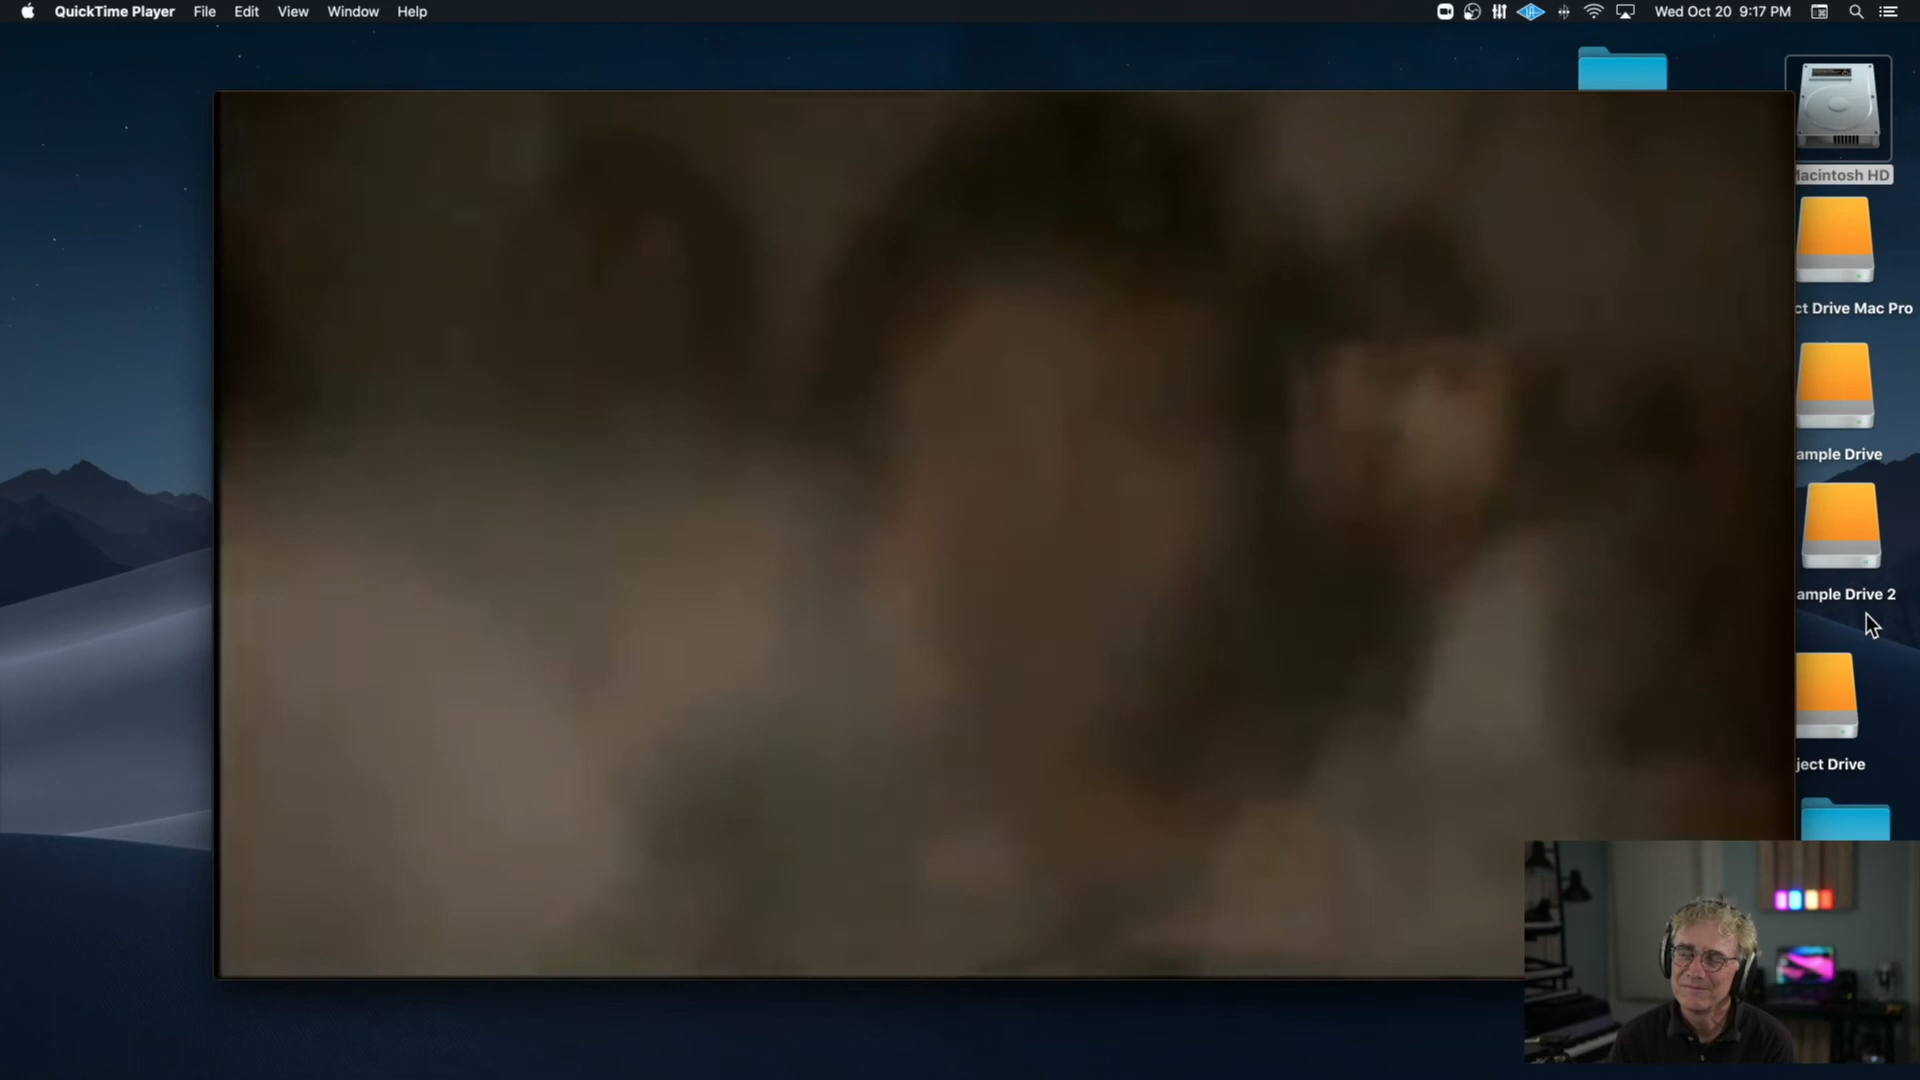 QuickTime Player File Edit View Window Help Wed Oct 20 9:17 PM
Macintosh HD
ct Drive Mac Pro
ample Drive
ample Drive 2
ject Drive